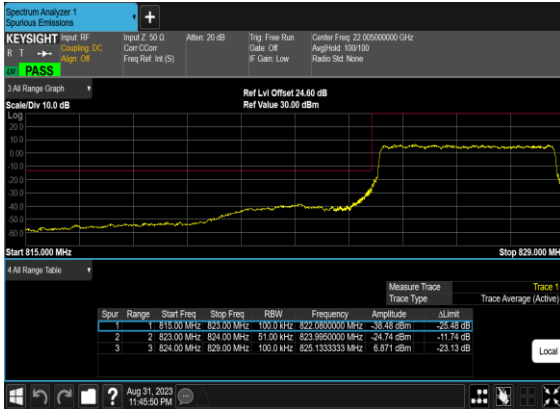 Spectrum Analyzer 1
Spurious Emissions
KEYSIGHT
R T
Input: RF
Coupling: DC
Align: Off
Input Z: 50 Ω
Corr CCorr
Freq Ref: Int (S)
Atten: 20 dB
Trig: Free Run
Gate: Off
IF Gain: Low
Center Freq: 22.005000000 GHz
Avg|Hold: 100/100
Radio Std: None
PASS
3 All Range Graph
Ref Lvl Offset 24.60 dB
Scale/Div 10.0 dB
Ref Value 30.00 dBm
Log
20.0
10.0
0.00
-10.0
-20.0
-30.0
-40.0
-50.0
-60.0
Start 815.000 MHz
Stop 829.000 MH
4 All Range Table
Measure Trace Trace 1
Trace Type Trace Average (Active)
Spur Range Start Freq Stop Freq RBW Frequency Amplitude ΔLimit
1 1 815.00 MHz 823.00 MHz 100.0 kHz 822.0800000 MHz -38.48 dBm -25.48 dB
2 2 823.00 MHz 824.00 MHz 51.00 kHz 823.9950000 MHz -24.74 dBm -11.74 dB
3 3 824.00 MHz 829.00 MHz 100.0 kHz 825.1333333 MHz 6.871 dBm -23.13 dB
Local
?
Aug 31, 2023
11:45:50 PM